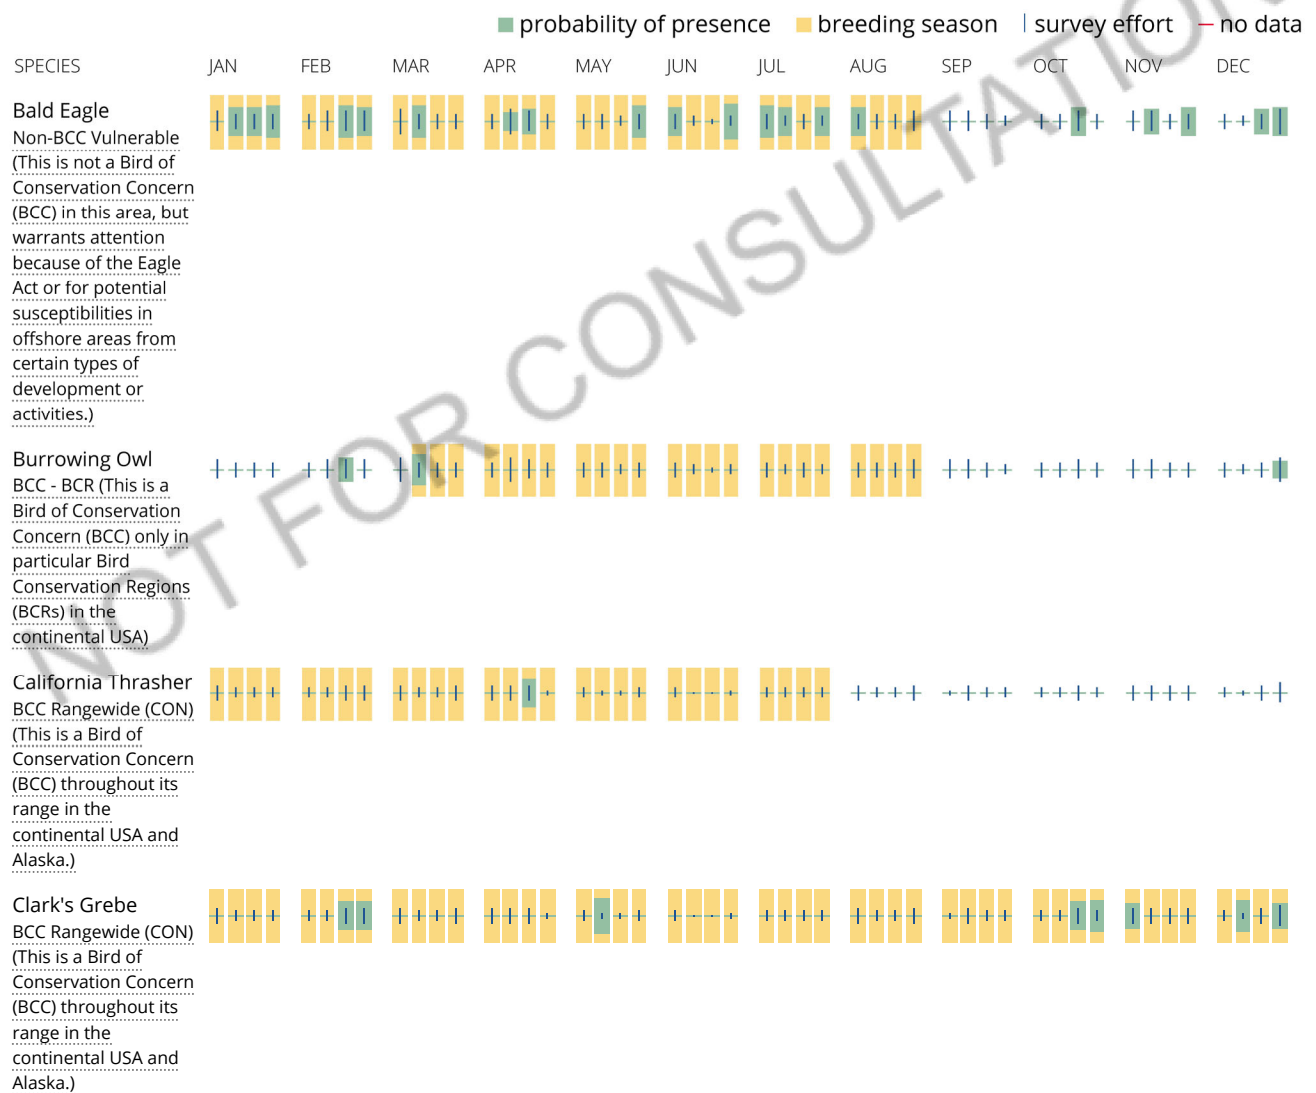 probability of presence breeding season survey effort no data
SPECIES JAN FEB MAR APR MAY JUN JUL AUG SEP OCT NOV DEC
Bald Eagle
Non-BCC Vulnerable
(This is not a Bird of
Conservation Concern
(BCC) in this area, but
warrants attention
because of the Eagle
Act or for potential
susceptibilities in
offshore areas from
certain types of
development or
activities.)
Burrowing Owl
BCC - BCR (This is a
Bird of Conservation
Concern (BCC) only in
particular Bird
Conservation Regions
(BCRs) in the
continental USA)
California Thrasher
BCC Rangewide (CON)
(This is a Bird of
Conservation Concern
(BCC) throughout its
range in the
continental USA and
Alaska.)
Clark's Grebe
BCC Rangewide (CON)
(This is a Bird of
Conservation Concern
(BCC) throughout its
range in the
continental USA and
Alaska.)
NOT FOR CONSULTATION